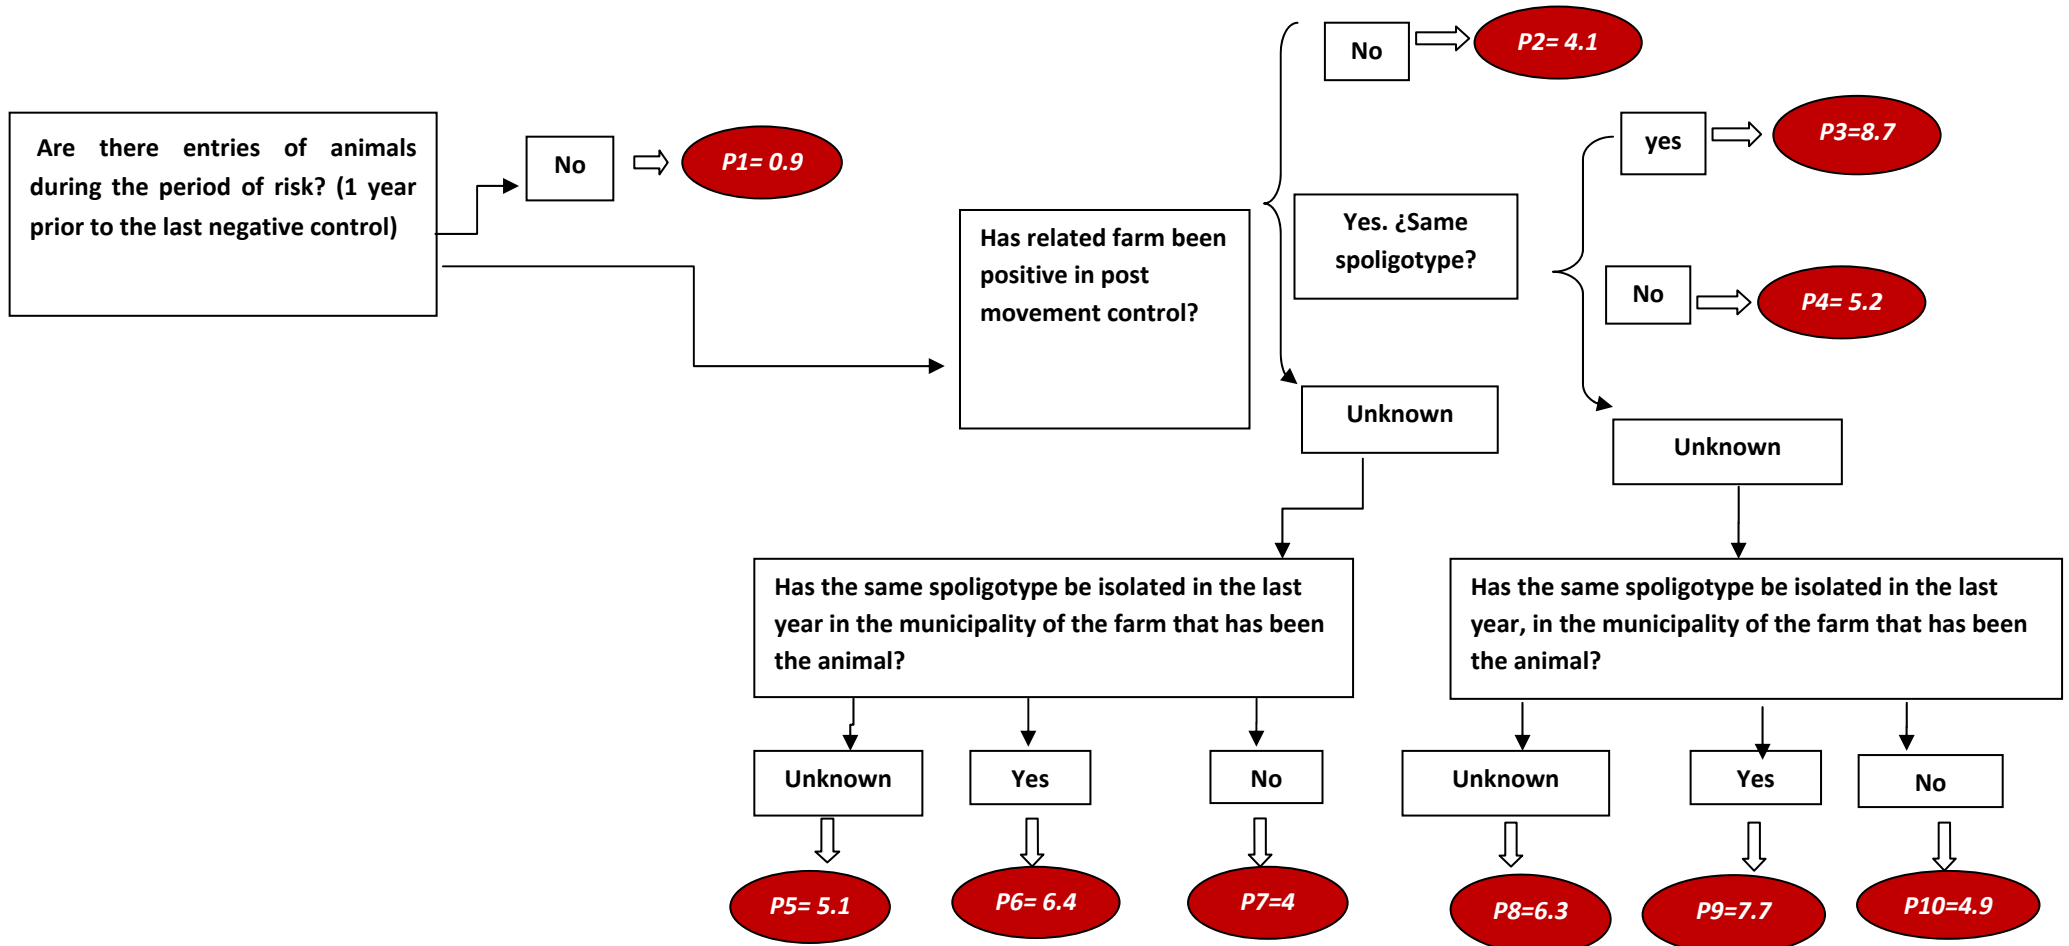 Are there entries of animals
during the period of risk? (1 year
prior to the last negative control)
No
P1= 0.9
Has related farm been
positive in post
movement control?
No
P2= 4.1
Yes. ¿Same
spoligotype?
yes
P3=8.7
No
P4= 5.2
Unknown
Unknown
Has the same spoligotype be isolated in the last
year in the municipality of the farm that has been
the animal?
Has the same spoligotype be isolated in the last
year, in the municipality of the farm that has been
the animal?
Unknown
Yes
No
Unknown
Yes
No
P5= 5.1
P6= 6.4
P7=4
P8=6.3
P9=7.7
P10=4.9